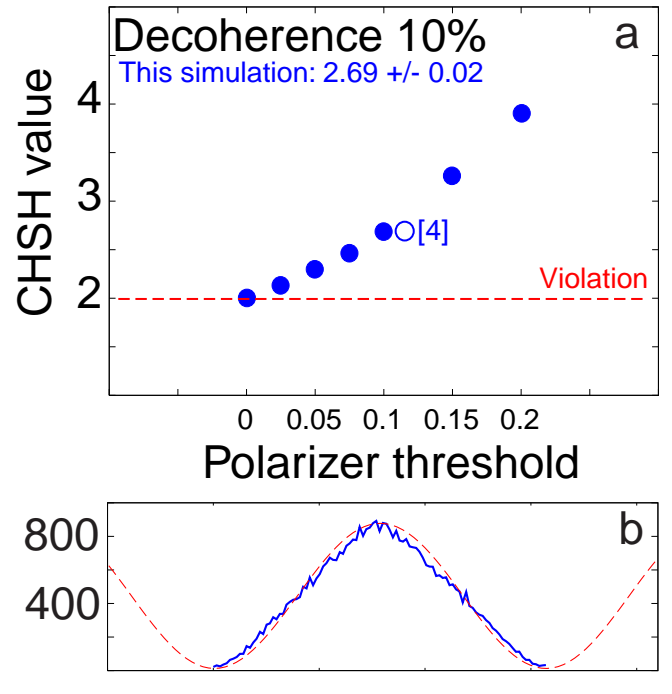 Decoherence 10%
a
This simulation: 2.69 +/- 0.02
CHSH value
4
3
2
[4]
Violation
0 0.05 0.1 0.15 0.2
Polarizer threshold
b
800
400